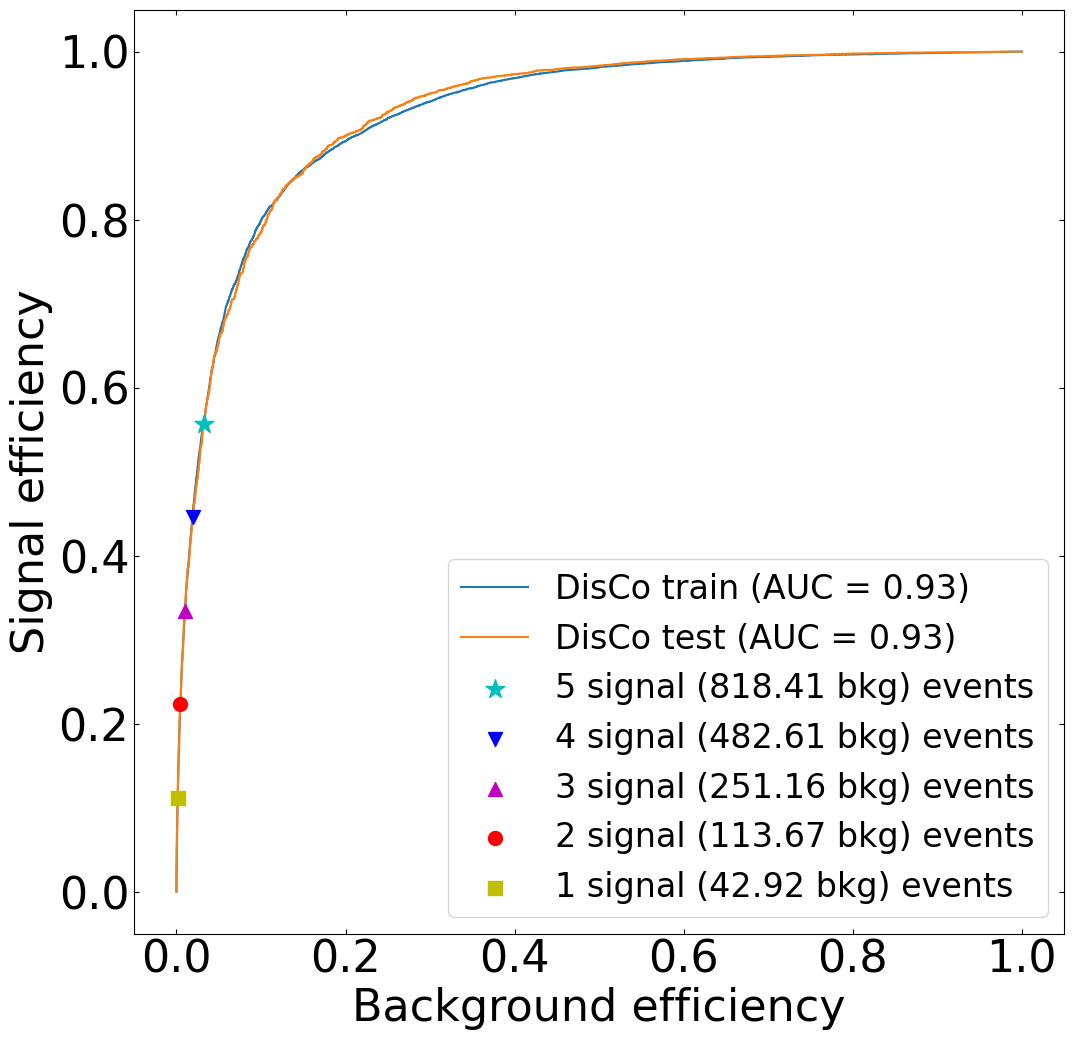 1.0
0.8
0.6
0.4
0.2
0.0
Signal efficiency
DisCo train (AUC = 0.93)
DisCo test (AUC = 0.93)
5 signal (818.41 bkg) events
4 signal (482.61 bkg) events
3 signal (251.16 bkg) events
2 signal (113.67 bkg) events
1 signal (42.92 bkg) events
0.0 0.2 0.4 0.6 0.8 1.0
Background efficiency